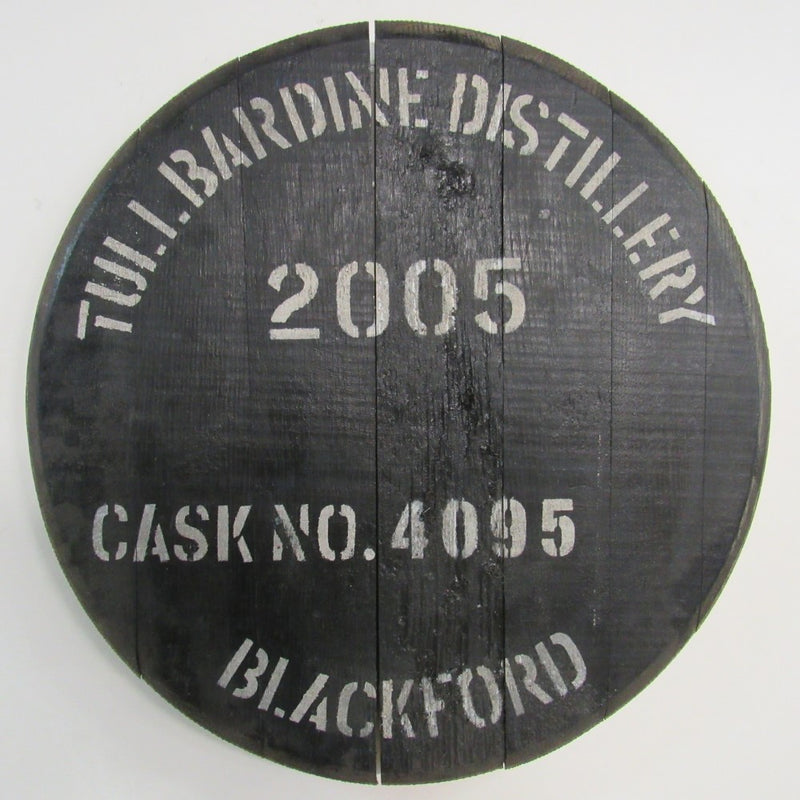 TULLIBARDINE DISTILLERY
2005
CASK NO. 4095
BLACKFORD